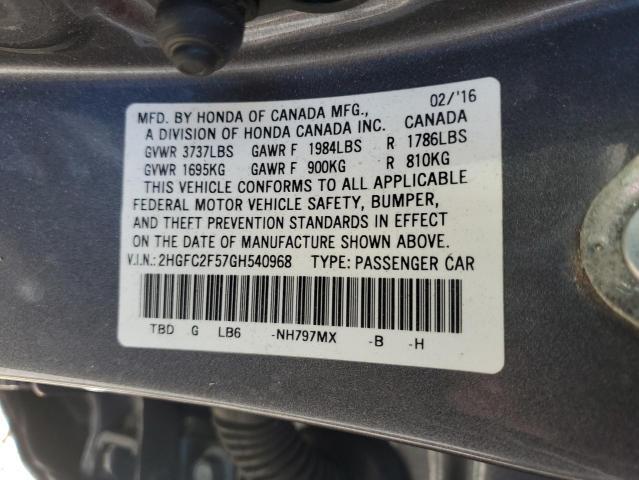 MFD. BY HONDA OF CANADA MFG., 02/'16
A DIVISION OF HONDA CANADA INC. CANADA
GVWR 3737LBS GAWR F 1984LBS R 1786LBS
GVWR 1695KG GAWR F 900KG R 810KG
THIS VEHICLE CONFORMS TO ALL APPLICABLE
FEDERAL MOTOR VEHICLE SAFETY, BUMPER,
AND THEFT PREVENTION STANDARDS IN EFFECT
ON THE DATE OF MANUFACTURE SHOWN ABOVE.
V.I.N.: 2HGFC2F57GH540968 TYPE: PASSENGER CAR
TBD G LB6 -NH797MX -B -H